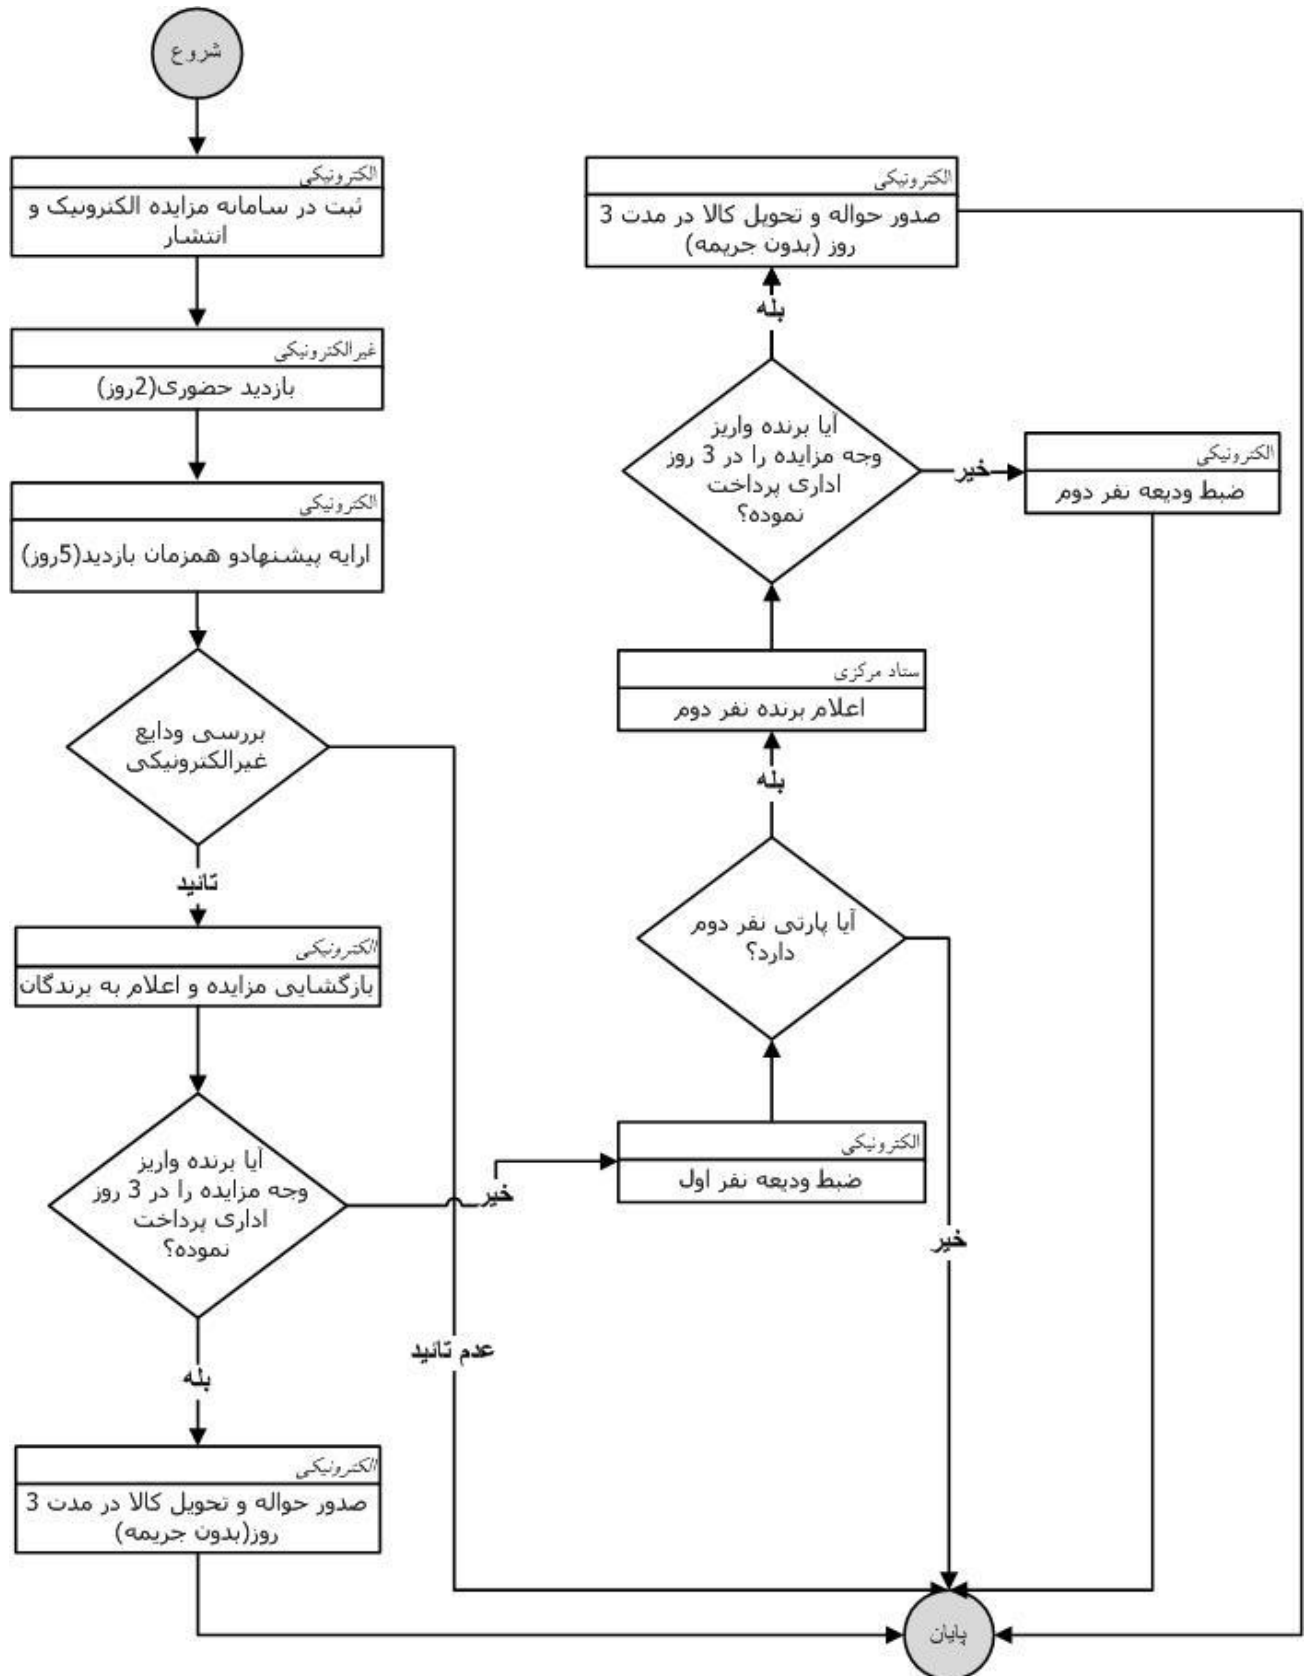 شروع
الکترونیکی
ثبت در سامانه مزایده الکترونیک و
انتشار
غیرالکترونیکی
بازدید حضوری(2روز)
الکترونیکی
ارایه پیشنهادو همزمان بازدید(5روز)
بررسی ودایع
غیرالکترونیکی
تائید
عدم تائید
الکترونیکی
بازگشایی مزایده و اعلام به برندگان
آیا برنده واریز
وجه مزایده را در 3 روز
اداری پرداخت
نموده؟
خیر
بله
الکترونیکی
صدور حواله و تحویل کالا در مدت 3
روز(بدون جریمه)
الکترونیکی
ضبط ودیعه نفر اول
آیا پارتی نفر دوم
دارد؟
خیر
بله
ستاد مرکزی
اعلام برنده نفر دوم
آیا برنده واریز
وجه مزایده را در 3 روز
اداری پرداخت
نموده؟
خیر
الکترونیکی
ضبط ودیعه نفر دوم
بله
الکترونیکی
صدور حواله و تحویل کالا در مدت 3
روز (بدون جریمه)
پایان